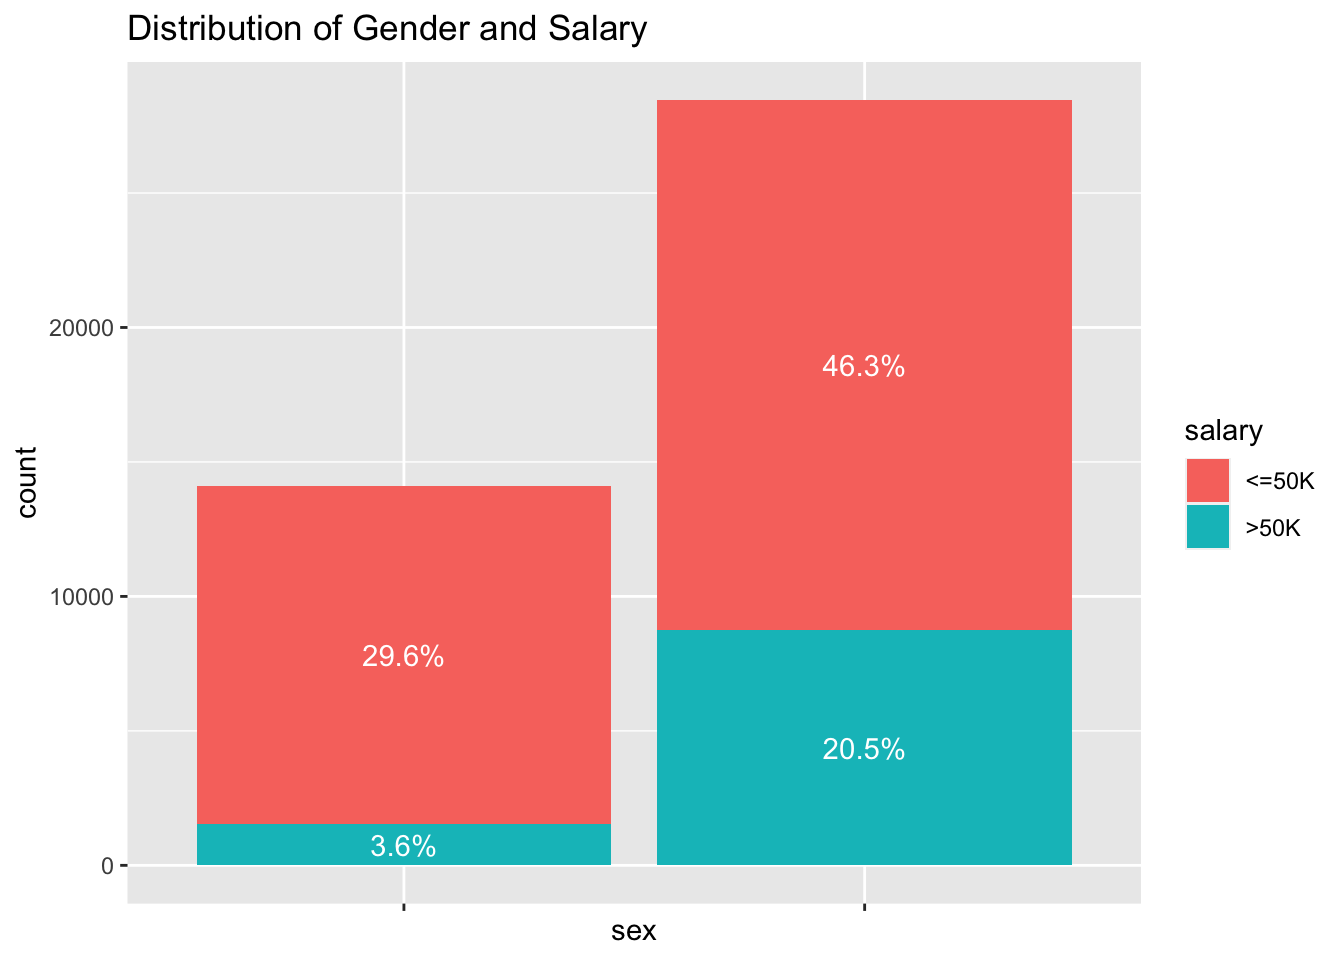 Distribution of Gender and Salary
count
20000
10000
0
46.3%
29.6%
20.5%
3.6%
sex
salary
<=50K
>50K